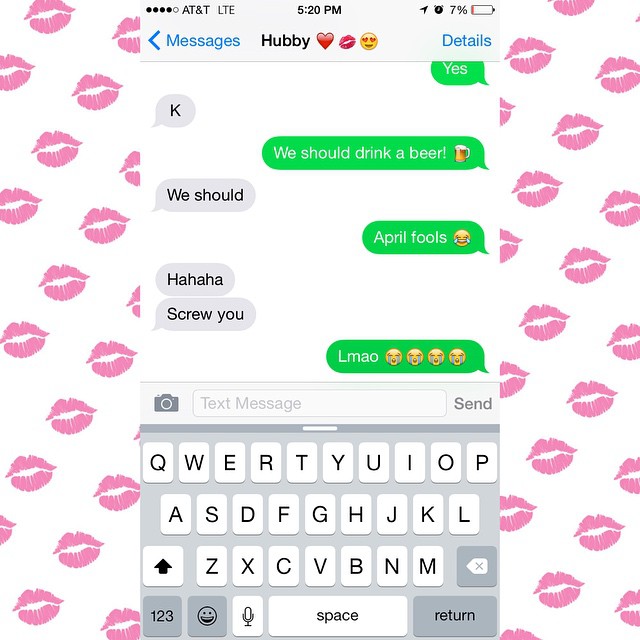 AT&T LTE 5:20 PM 7%
Messages Hubby ❤️💋😍 Details
Yes
K
We should drink a beer! 🍺
We should
April fools 😂
Hahaha
Screw you
Lmao 😭😭😭😭
Text Message Send
Q W E R T Y U I O P
A S D F G H J K L
Z X C V B N M
123 space return